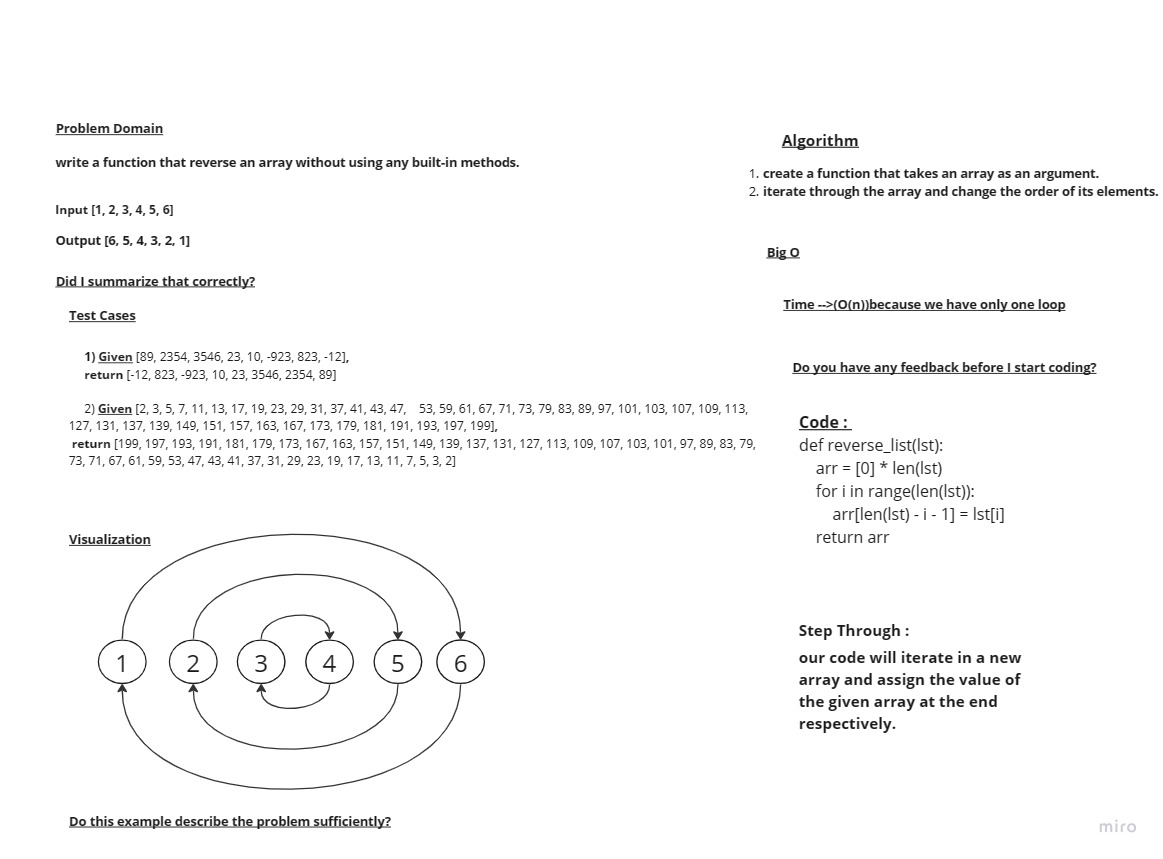 Problem Domain
write a function that reverse an array without using any built-in methods.
Input [1, 2, 3, 4, 5, 6]
Output [6, 5, 4, 3, 2, 1]
Did I summarize that correctly?
Test Cases
1) Given [89, 2354, 3546, 23, 10, -923, 823, -12],
return [-12, 823, -923, 10, 23, 3546, 2354, 89]
2) Given [2, 3, 5, 7, 11, 13, 17, 19, 23, 29, 31, 37, 41, 43, 47, 53, 59, 61, 67, 71, 73, 79, 83, 89, 97, 101, 103, 107, 109, 113,
127, 131, 137, 139, 149, 151, 157, 163, 167, 173, 179, 181, 191, 193, 197, 199],
return [199, 197, 193, 191, 181, 179, 173, 167, 163, 157, 151, 149, 139, 137, 131, 127, 113, 109, 107, 103, 101, 97, 89, 83, 79,
73, 71, 67, 61, 59, 53, 47, 43, 41, 37, 31, 29, 23, 19, 17, 13, 11, 7, 5, 3, 2]
Visualization
1 2 3 4 5 6
Do this example describe the problem sufficiently?
Algorithm
1. create a function that takes an array as an argument.
2. iterate through the array and change the order of its elements.
Big O
Time -->(O(n))because we have only one loop
Do you have any feedback before I start coding?
Code :
def reverse_list(lst):
    arr = [0] * len(lst)
    for i in range(len(lst)):
        arr[len(lst) - i - 1] = lst[i]
    return arr
Step Through :
our code will iterate in a new
array and assign the value of
the given array at the end
respectively.
miro